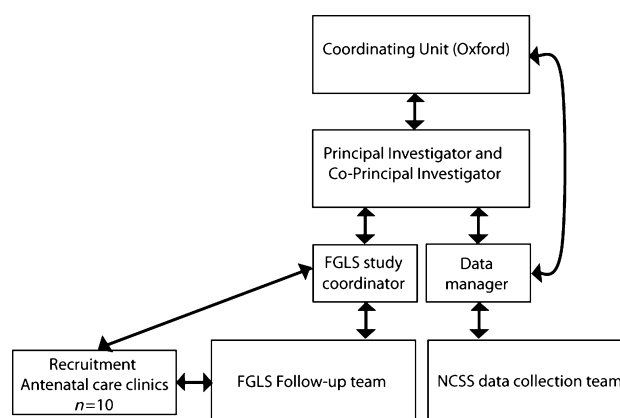 Coordinating Unit (Oxford)
Principal Investigator and
Co-Principal Investigator
FGLS study
coordinator
Data
manager
Recruitment
Antenatal care clinics
n=10
FGLS Follow-up team
NCSS data collection team